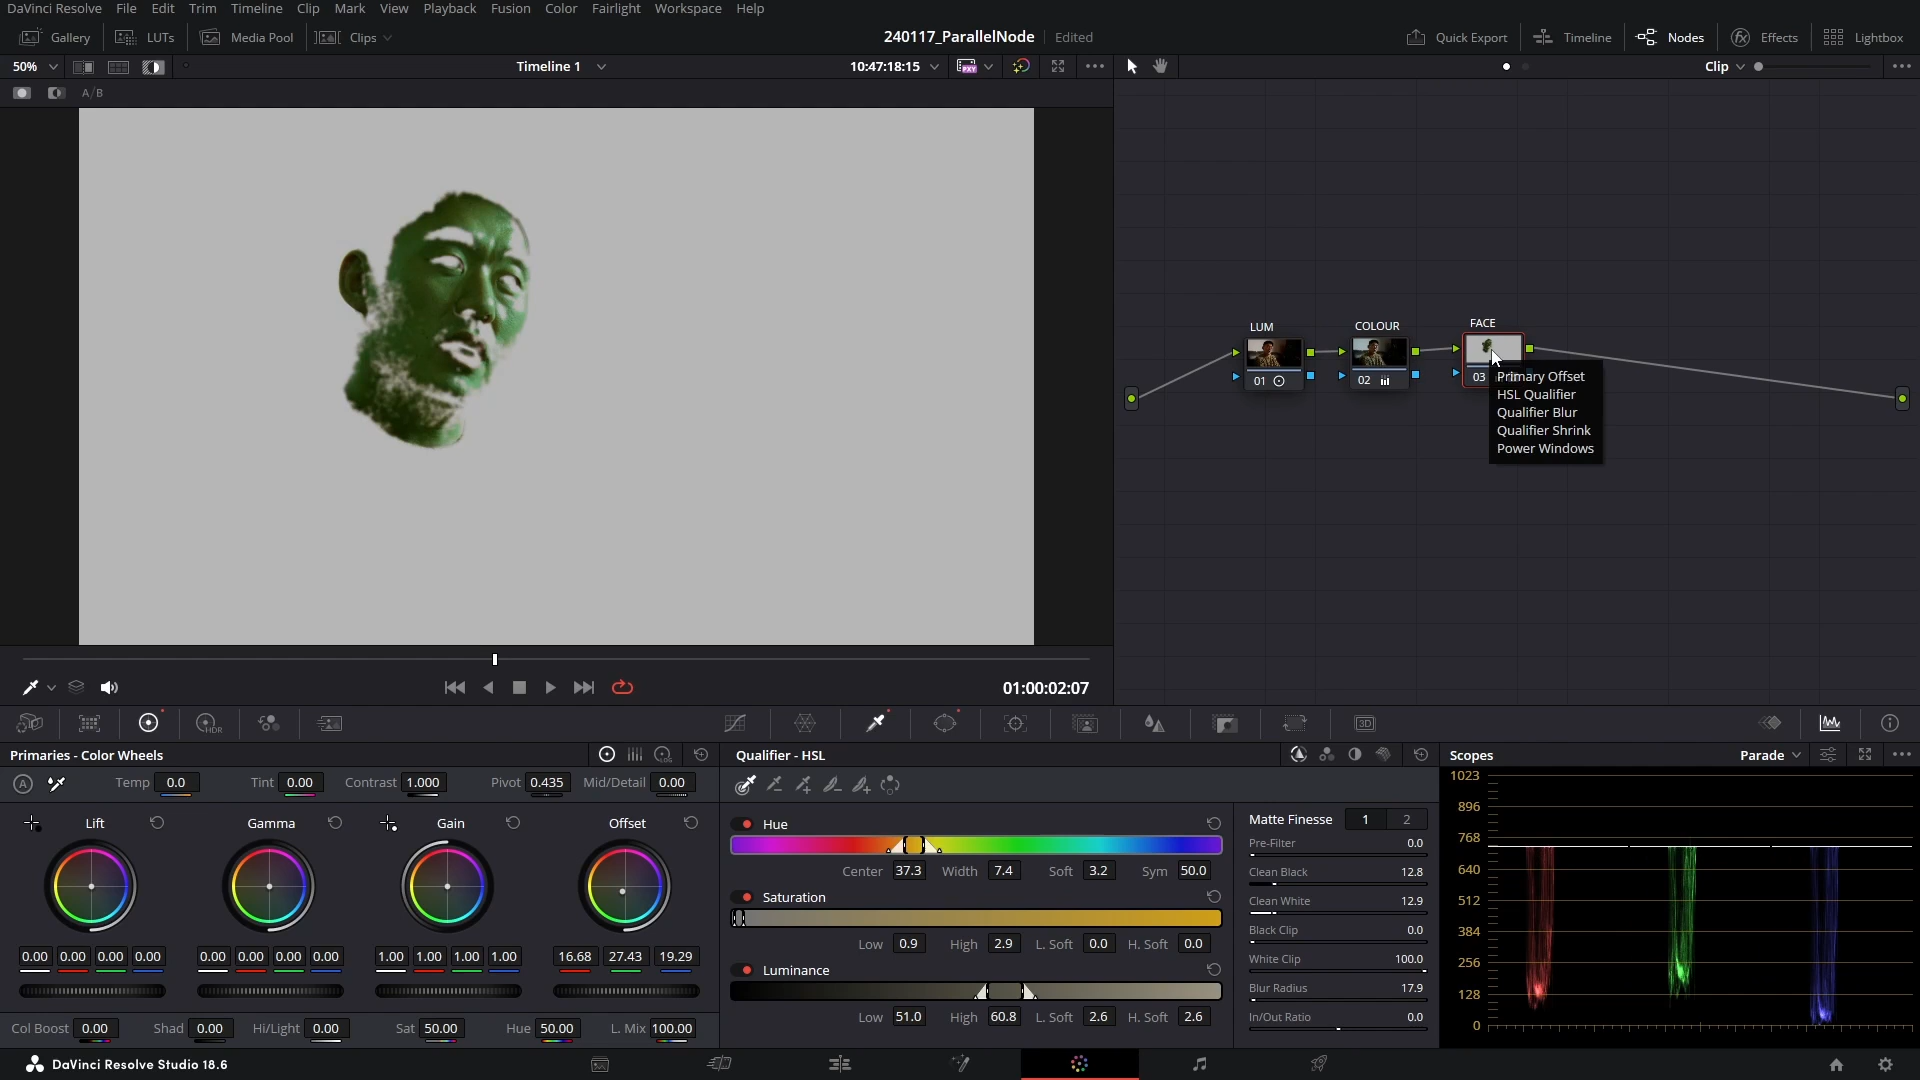 DaVinci Resolve File Edit Trim Timeline Clip Mark View Playback Fusion Color Fairlight Workspace Help
Gallery LUTs Media Pool Clips 240117_ParallelNode Edited Quick Export Timeline Nodes Effects Lightbox
50% Timeline 1 10:47:18:15 PXY Clip
A/B
LUM COLOUR FACE
01 02 03
Primary Offset
HSL Qualifier
Qualifier Blur
Qualifier Shrink
Power Windows
01:00:02:07
HDR 3D
Primaries - Color Wheels
LOG
A Temp 0.0 Tint 0.00 Contrast 1.000 Pivot 0.435 Mid/Detail 0.00
Lift Gamma Gain Offset
0.00 0.00 0.00 0.00 0.00 0.00 0.00 0.00 1.00 1.00 1.00 1.00 16.68 27.43 19.29
Col Boost 0.00 Shad 0.00 Hi/Light 0.00 Sat 50.00 Hue 50.00 L. Mix 100.00
Qualifier - HSL
Hue
Center 37.3 Width 7.4 Soft 3.2 Sym 50.0
Saturation
Low 0.9 High 2.9 L. Soft 0.0 H. Soft 0.0
Luminance
Low 51.0 High 60.8 L. Soft 2.6 H. Soft 2.6
Matte Finesse 1 2
Pre-Filter 0.0
Clean Black 12.8
Clean White 12.9
Black Clip 0.0
White Clip 100.0
Blur Radius 17.9
In/Out Ratio 0.0
Scopes Parade
1023
896
768
640
512
384
256
128
0
DaVinci Resolve Studio 18.6